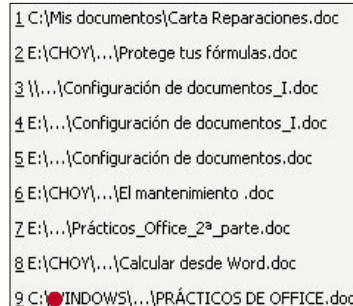 1 C:\Mis documentos\Carta Reparaciones.doc
2 E:\CHOY\...\Protege tus fórmulas.doc
3 \\...\Configuración de documentos_I.doc
4 E:\...\Configuración de documentos_I.doc
5 E:\...\Configuración de documentos.doc
6 E:\CHOY\...\El mantenimiento .doc
7 E:\...\Prácticos_Office_2ª_parte.doc
8 E:\CHOY\...\Calcular desde Word.doc
9 C:\WINDOWS\...\PRÁCTICOS DE OFFICE.doc